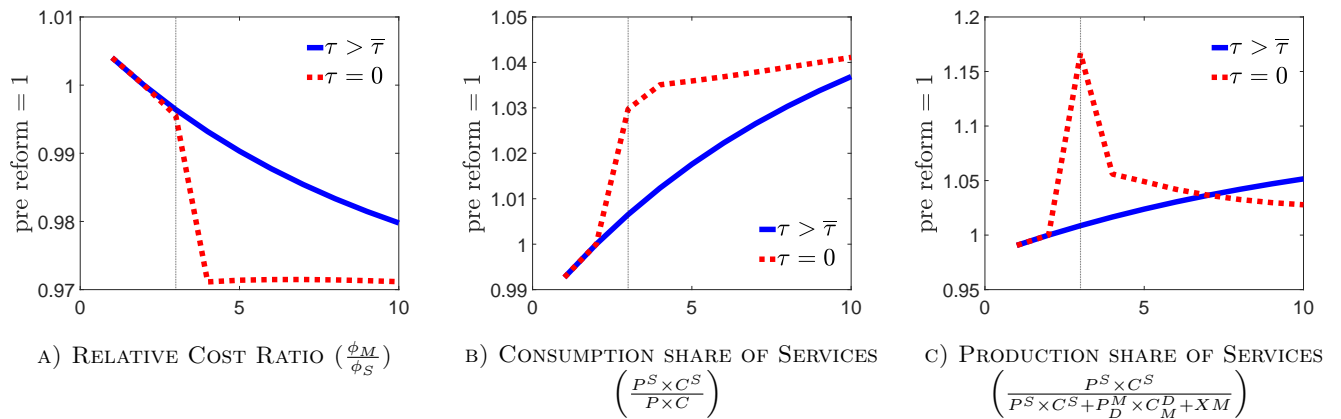 1.01
1
0.99
0.98
0.97
0
5
10
pre reform = 1
τ > τ̅
τ = 0
A) RELATIVE COST RATIO (ϕ_M/ϕ_S)
1.05
1.04
1.03
1.02
1.01
1
0.99
0
5
10
pre reform = 1
τ > τ̅
τ = 0
B) CONSUMPTION SHARE OF SERVICES
(P^S × C^S / P × C)
1.2
1.15
1.1
1.05
1
0.95
0
5
10
pre reform = 1
τ > τ̅
τ = 0
C) PRODUCTION SHARE OF SERVICES
(P^S × C^S / P^S × C^S + P_D^M × C_M^D + XM)